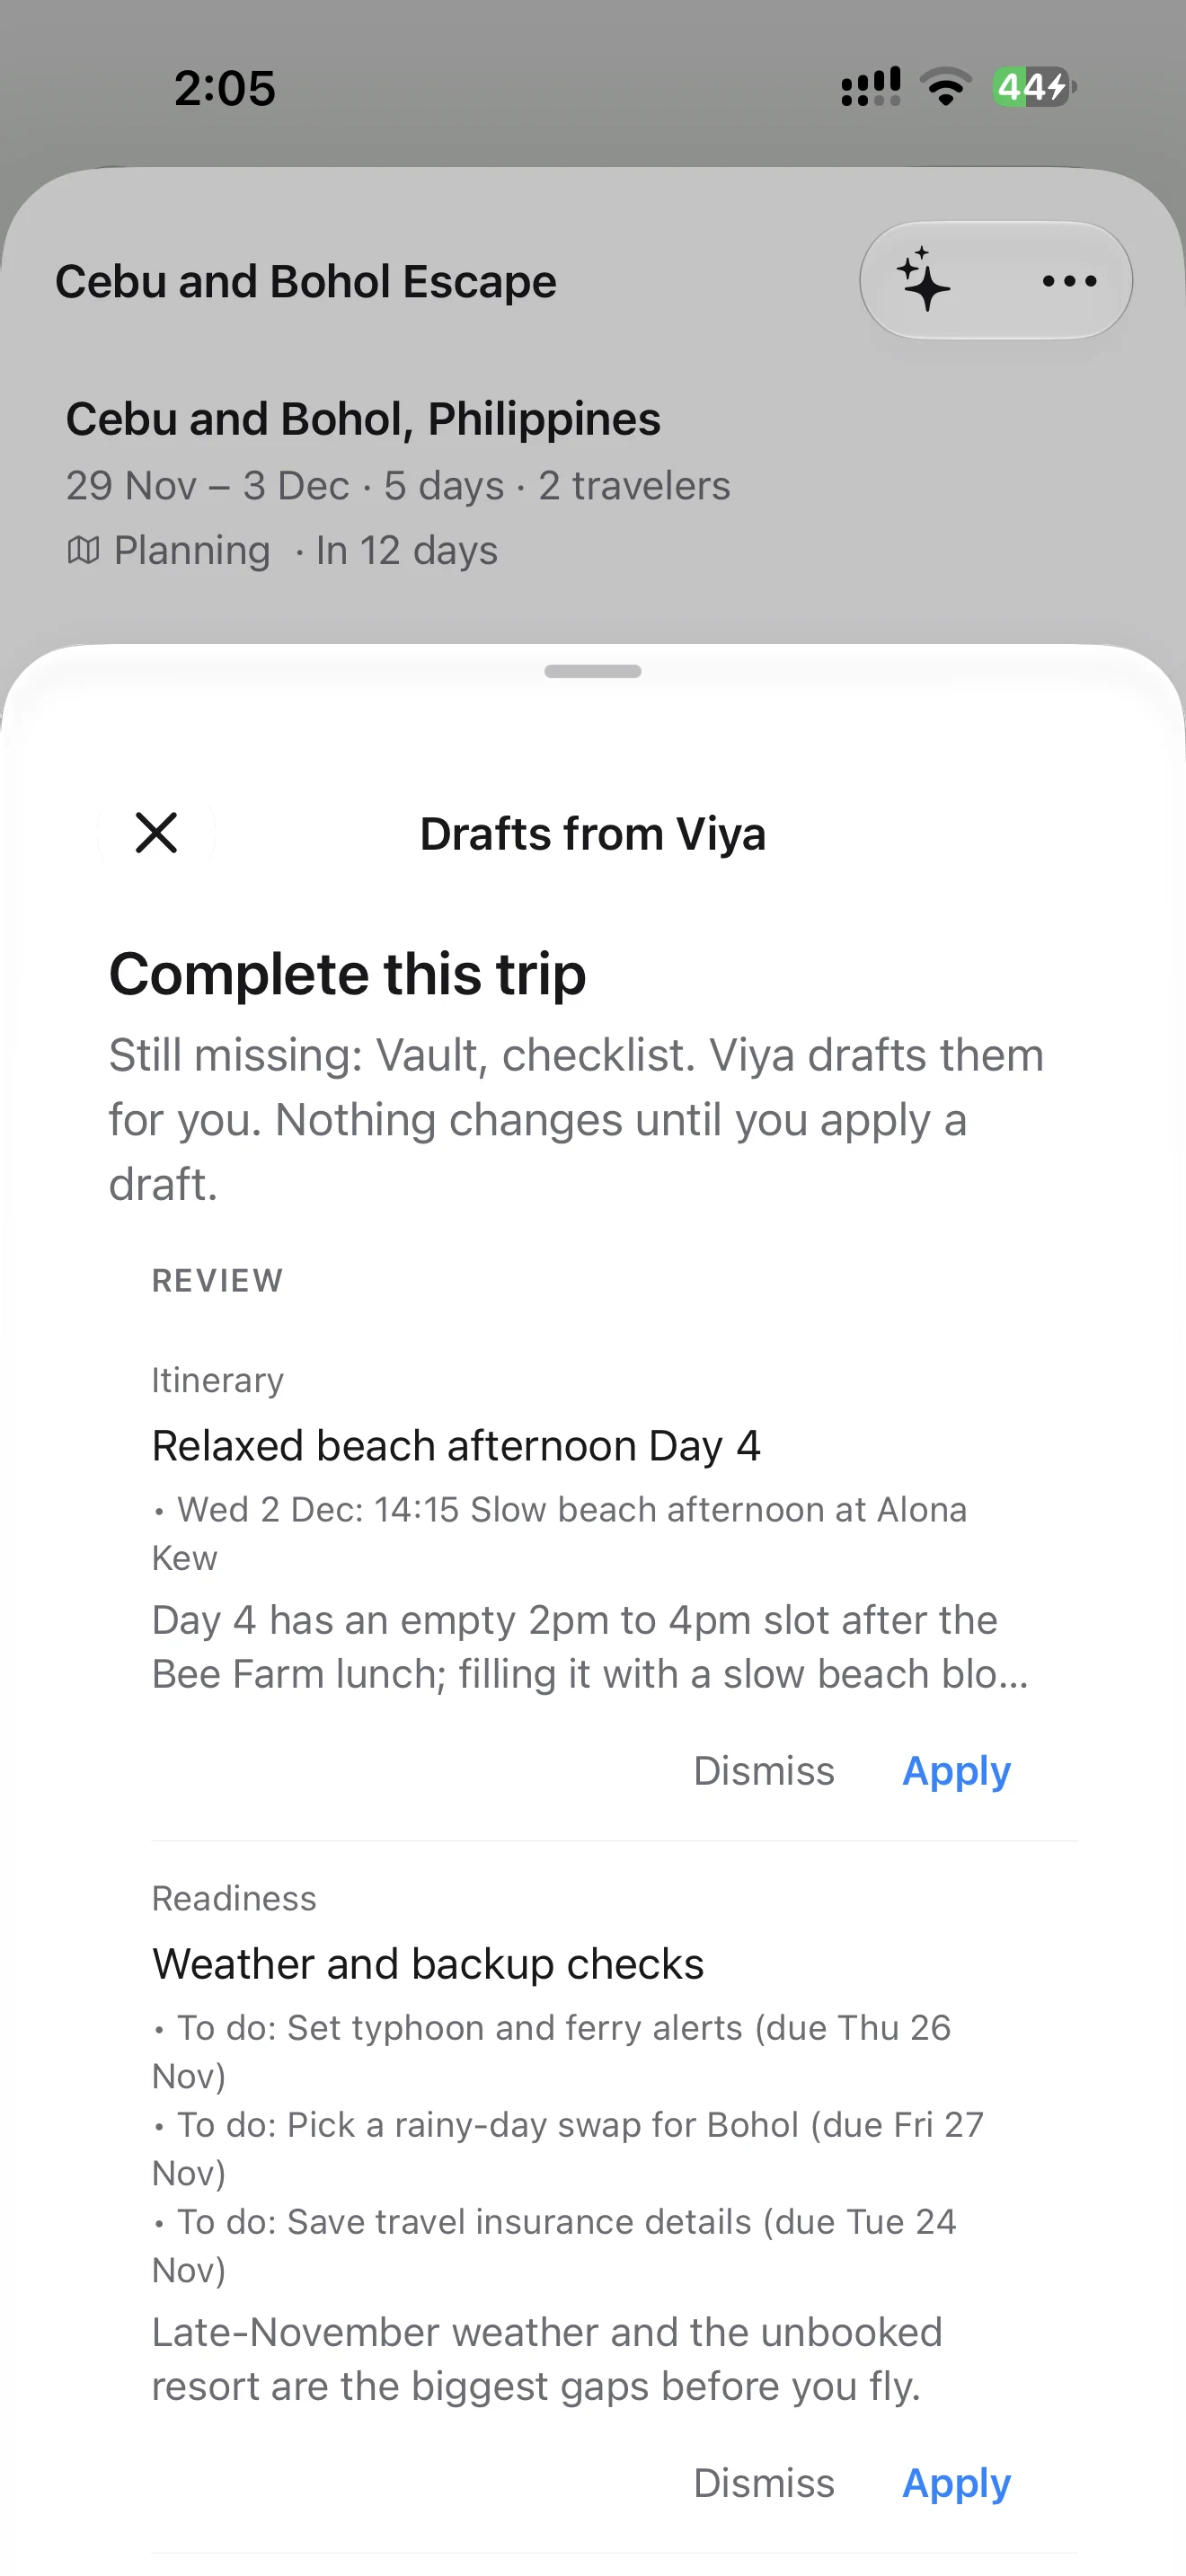 2:05
44
Cebu and Bohol Escape
Cebu and Bohol, Philippines
29 Nov – 3 Dec · 5 days · 2 travelers
Planning · In 12 days
Drafts from Viya
Complete this trip
Still missing: Vault, checklist. Viya drafts them
for you. Nothing changes until you apply a
draft.
REVIEW
Itinerary
Relaxed beach afternoon Day 4
• Wed 2 Dec: 14:15 Slow beach afternoon at Alona
Kew
Day 4 has an empty 2pm to 4pm slot after the
Bee Farm lunch; filling it with a slow beach blo...
Dismiss Apply
Readiness
Weather and backup checks
• To do: Set typhoon and ferry alerts (due Thu 26
Nov)
• To do: Pick a rainy-day swap for Bohol (due Fri 27
Nov)
• To do: Save travel insurance details (due Tue 24
Nov)
Late-November weather and the unbooked
resort are the biggest gaps before you fly.
Dismiss Apply